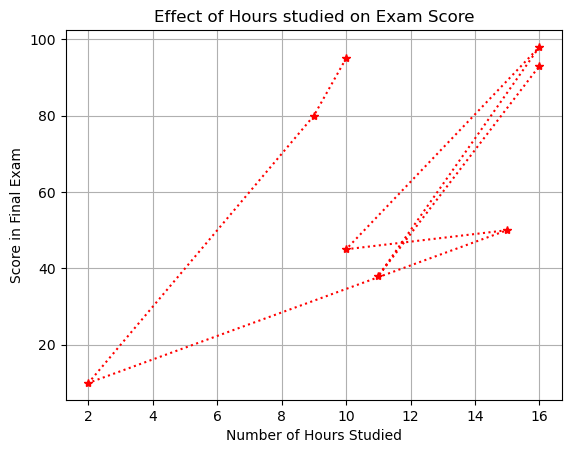 Effect of Hours studied on Exam Score
100
80
60
40
20
Score in Final Exam
2 4 6 8 10 12 14 16
Number of Hours Studied